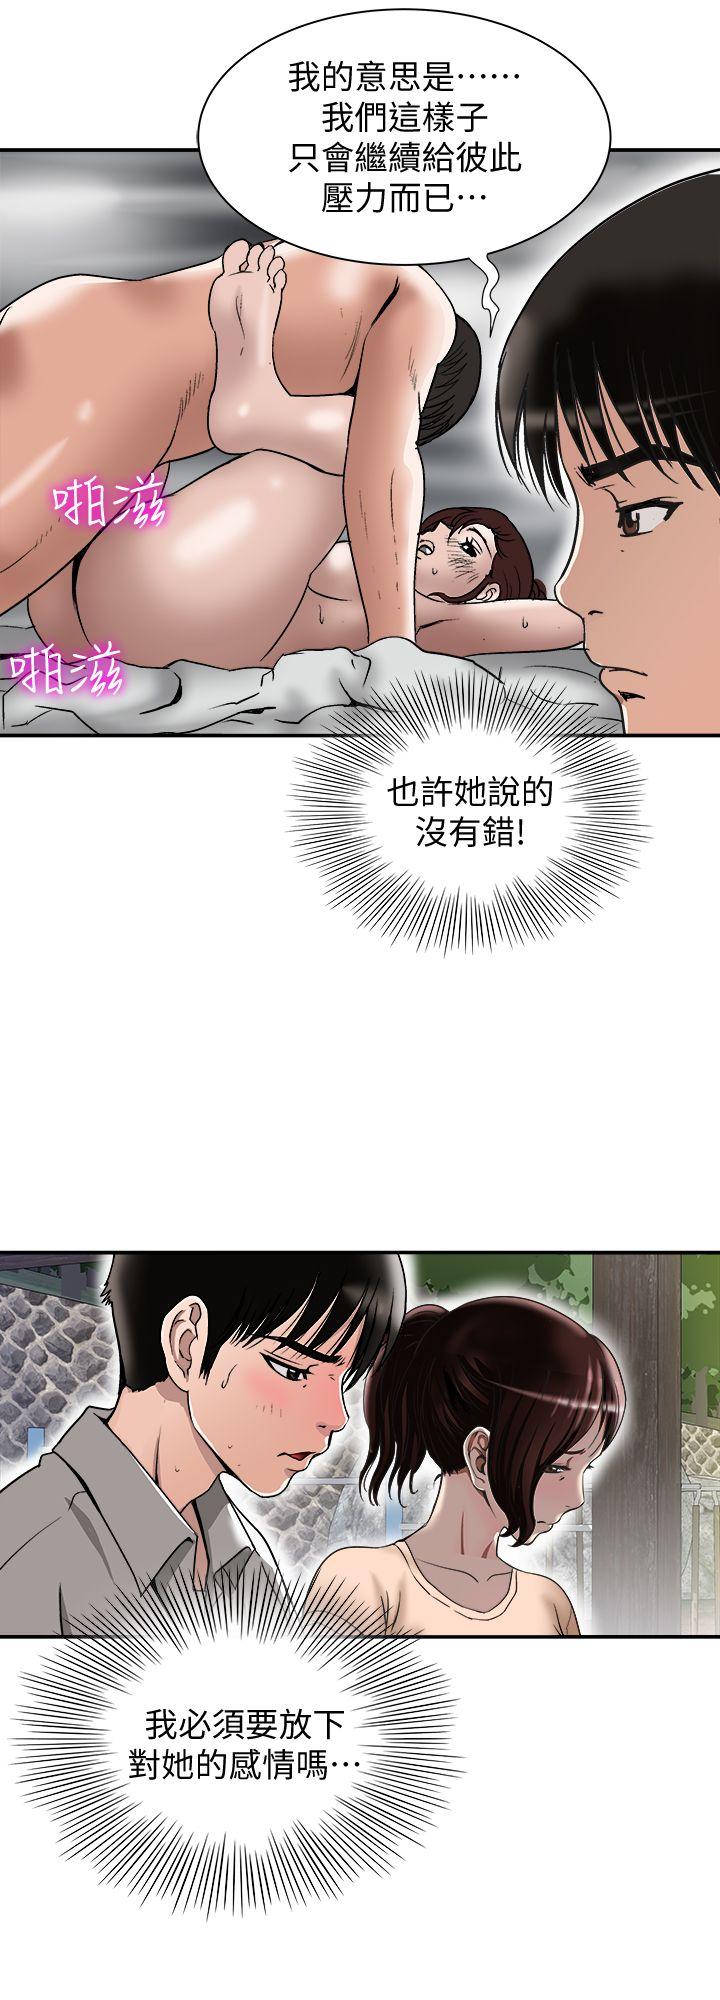 我的意思是……
我們這樣子
只會繼續給彼此
壓力而已…
啪滋
啪滋
也許她說的
沒有錯!
我必須要放下
對她的感情嗎…